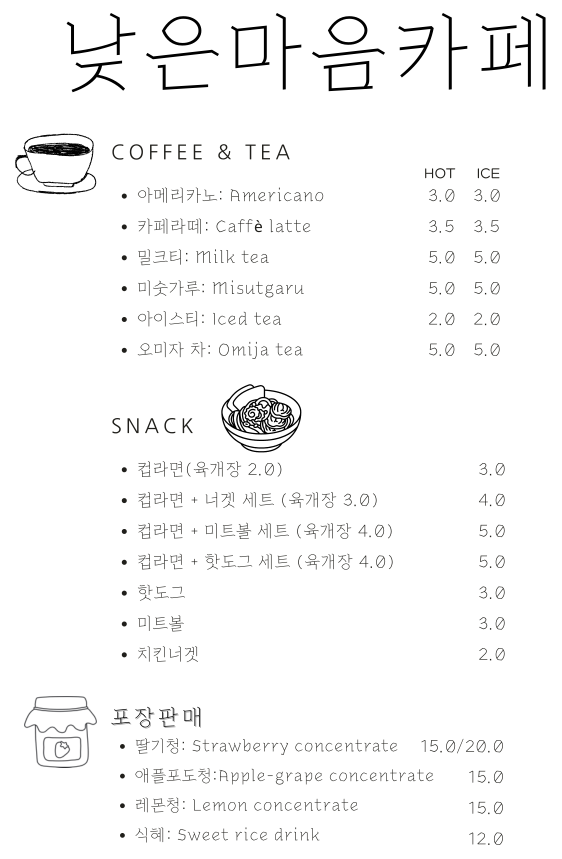 낮은마음카페
COFFEE & TEA
HOT ICE
• 아메리카노: Americano 3.0 3.0
• 카페라떼: Caffè latte 3.5 3.5
• 밀크티: Milk tea 5.0 5.0
• 미숫가루: Misutgaru 5.0 5.0
• 아이스티: Iced tea 2.0 2.0
• 오미자 차: Omija tea 5.0 5.0
SNACK
• 컵라면(육개장 2.0) 3.0
• 컵라면 + 너겟 세트 (육개장 3.0) 4.0
• 컵라면 + 미트볼 세트 (육개장 4.0) 5.0
• 컵라면 + 핫도그 세트 (육개장 4.0) 5.0
• 핫도그 3.0
• 미트볼 3.0
• 치킨너겟 2.0
포장판매
• 딸기청: Strawberry concentrate 15.0/20.0
• 애플포도청:Apple-grape concentrate 15.0
• 레몬청: Lemon concentrate 15.0
• 식혜: Sweet rice drink 12.0